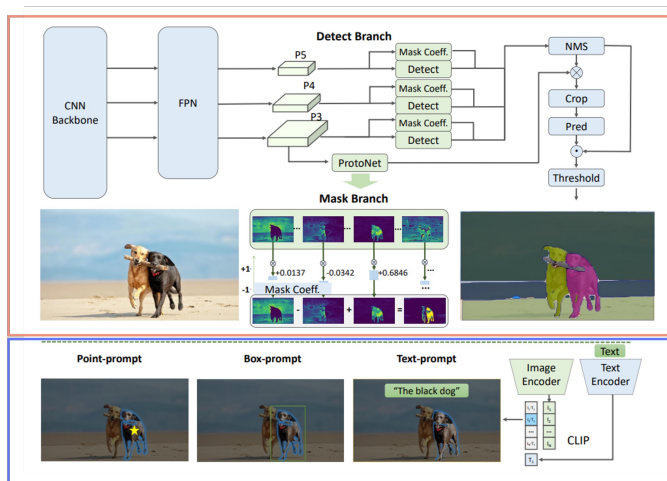 Detect Branch
P5
Mask Coeff.
Detect
NMS
P4
Mask Coeff.
Detect
CNN
Backbone
FPN
Crop
P3
Mask Coeff.
Detect
Pred
ProtoNet
Threshold
Mask Branch
+1
+0.0137
-0.0342
+0.6846
...
-1
Mask Coeff.
- + =
Text
Point-prompt
Box-prompt
Text-prompt
Image
Encoder
Text
Encoder
"The black dog"
CLIP
T₁